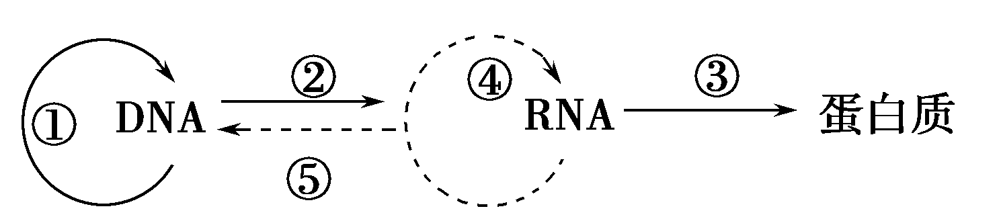 ① DNA ② ⑤ ④ RNA ③ 蛋白质